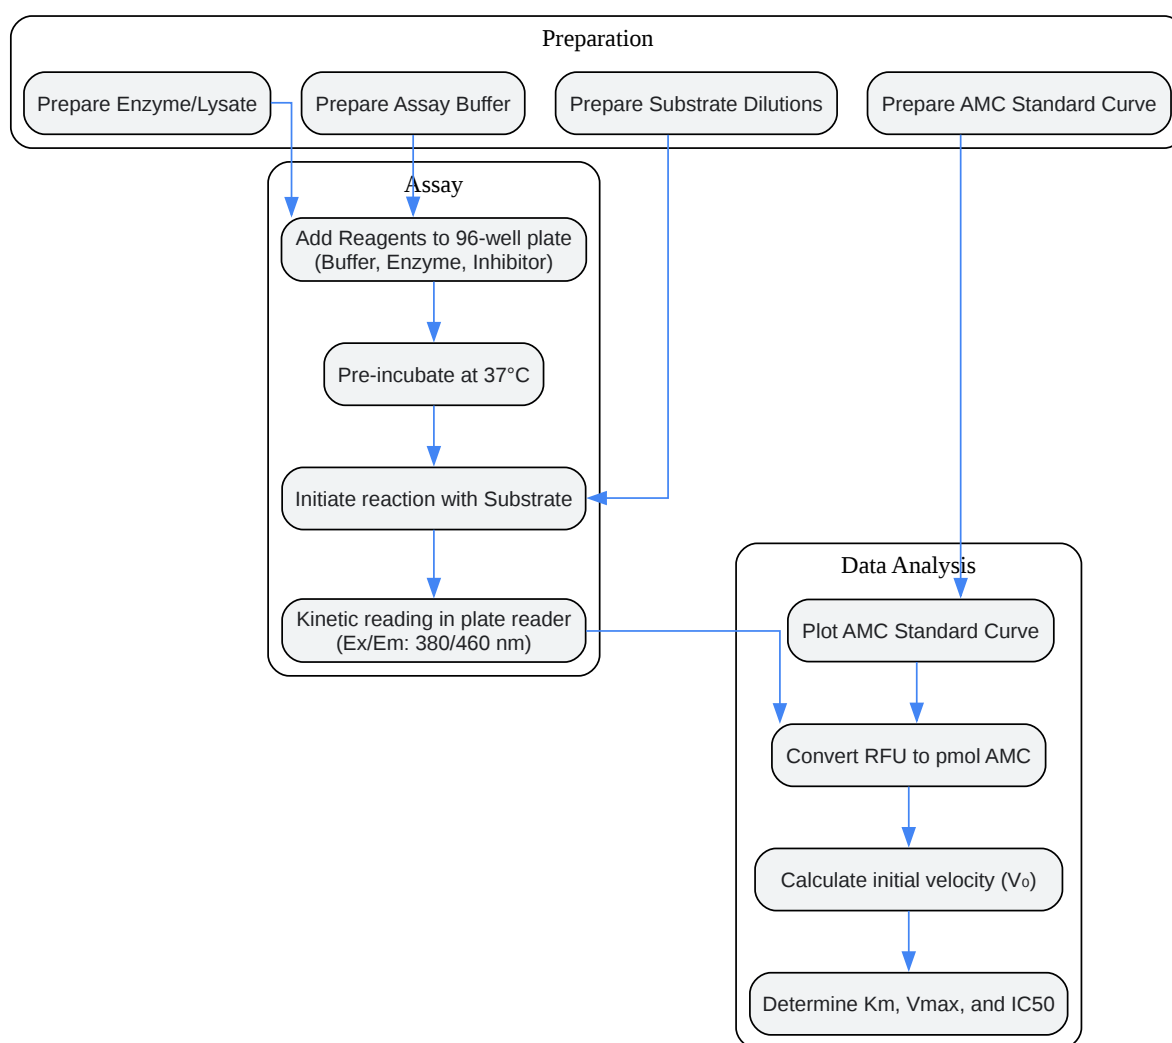 Preparation
Prepare Enzyme/Lysate
Prepare Assay Buffer
Prepare Substrate Dilutions
Prepare AMC Standard Curve
Assay
Add Reagents to 96-well plate
(Buffer, Enzyme, Inhibitor)
Pre-incubate at 37°C
Initiate reaction with Substrate
Kinetic reading in plate reader
(Ex/Em: 380/460 nm)
Data Analysis
Plot AMC Standard Curve
Convert RFU to pmol AMC
Calculate initial velocity (V₀)
Determine Km, Vmax, and IC50